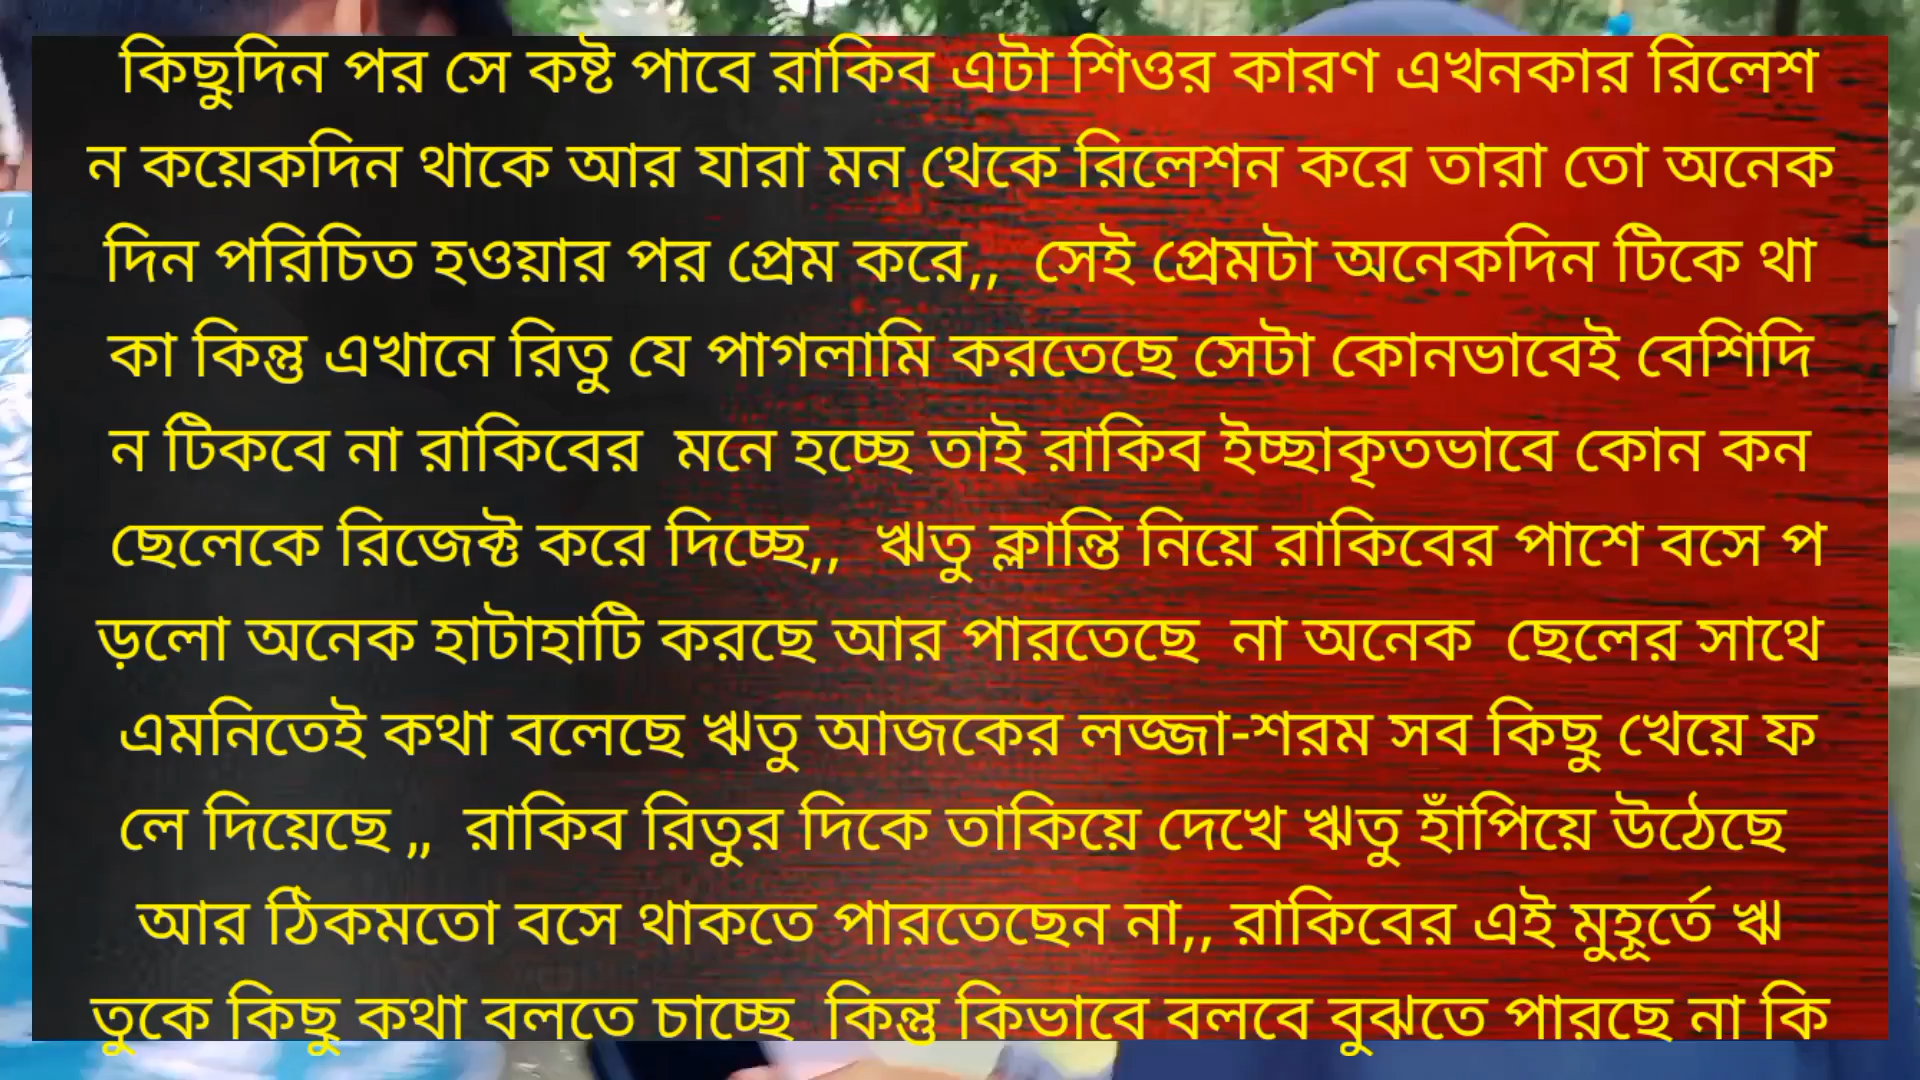 কিছুদিন পর সে কষ্ট পাবে রাকিব এটা শিওর কারণ এখনকার রিলেশ
ন কয়েকদিন থাকে আর যারা মন থেকে রিলেশন করে তারা তো অনেক
দিন পরিচিত হওয়ার পর প্রেম করে,, সেই প্রেমটা অনেকদিন টিকে থা
কা কিন্তু এখানে রিতু যে পাগলামি করতেছে সেটা কোনভাবেই বেশিদি
ন টিকবে না রাকিবের মনে হচ্ছে তাই রাকিব ইচ্ছাকৃতভাবে কোন কন
ছেলেকে রিজেক্ট করে দিচ্ছে,, ঋতু ক্লান্তি নিয়ে রাকিবের পাশে বসে প
ড়লো অনেক হাটাহাটি করছে আর পারতেছে না অনেক ছেলের সাথে
এমনিতেই কথা বলেছে ঋতু আজকের লজ্জা-শরম সব কিছু খেয়ে ফ
লে দিয়েছে ,, রাকিব রিতুর দিকে তাকিয়ে দেখে ঋতু হাঁপিয়ে উঠেছে
আর ঠিকমতো বসে থাকতে পারতেছেন না,, রাকিবের এই মুহূর্তে ঋ
তুকে কিছু কথা বলতে চাচ্ছে কিন্তু কিভাবে বলবে বুঝতে পারছে না কি